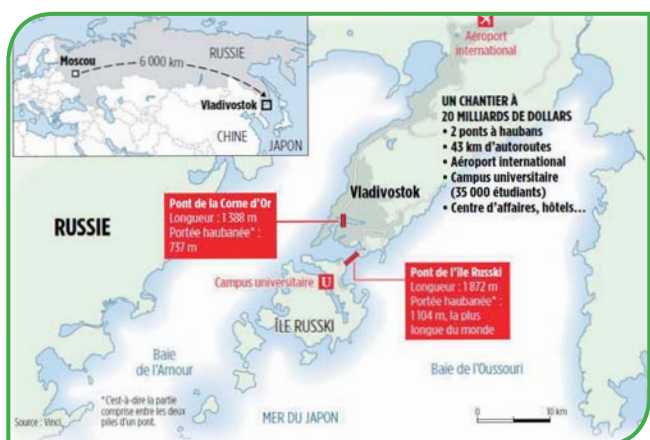 RUSSIE
Moscou
6 000 km
Vladivostok
CHINE
JAPON
Aéroport
international
UN CHANTIER À
20 MILLIARDS DE DOLLARS
• 2 ponts à haubans
• 43 km d'autoroutes
• Aéroport international
• Campus universitaire
(35 000 étudiants)
• Centre d'affaires, hôtels...
Vladivostok
Pont de la Corne d'Or
Longueur : 1 388 m
Portée haubanée* :
737 m
RUSSIE
Campus universitaire U
Pont de l'île Russki
Longueur : 1 872 m
Portée haubanée* :
1 104 m, la plus
longue du monde
ÎLE RUSSKI
Baie
de l'Amour
Baie de l'Oussouri
*C'est-à-dire la partie
comprise entre les deux
piles d'un pont.
Source : Vinci.
MER DU JAPON
0 10 km